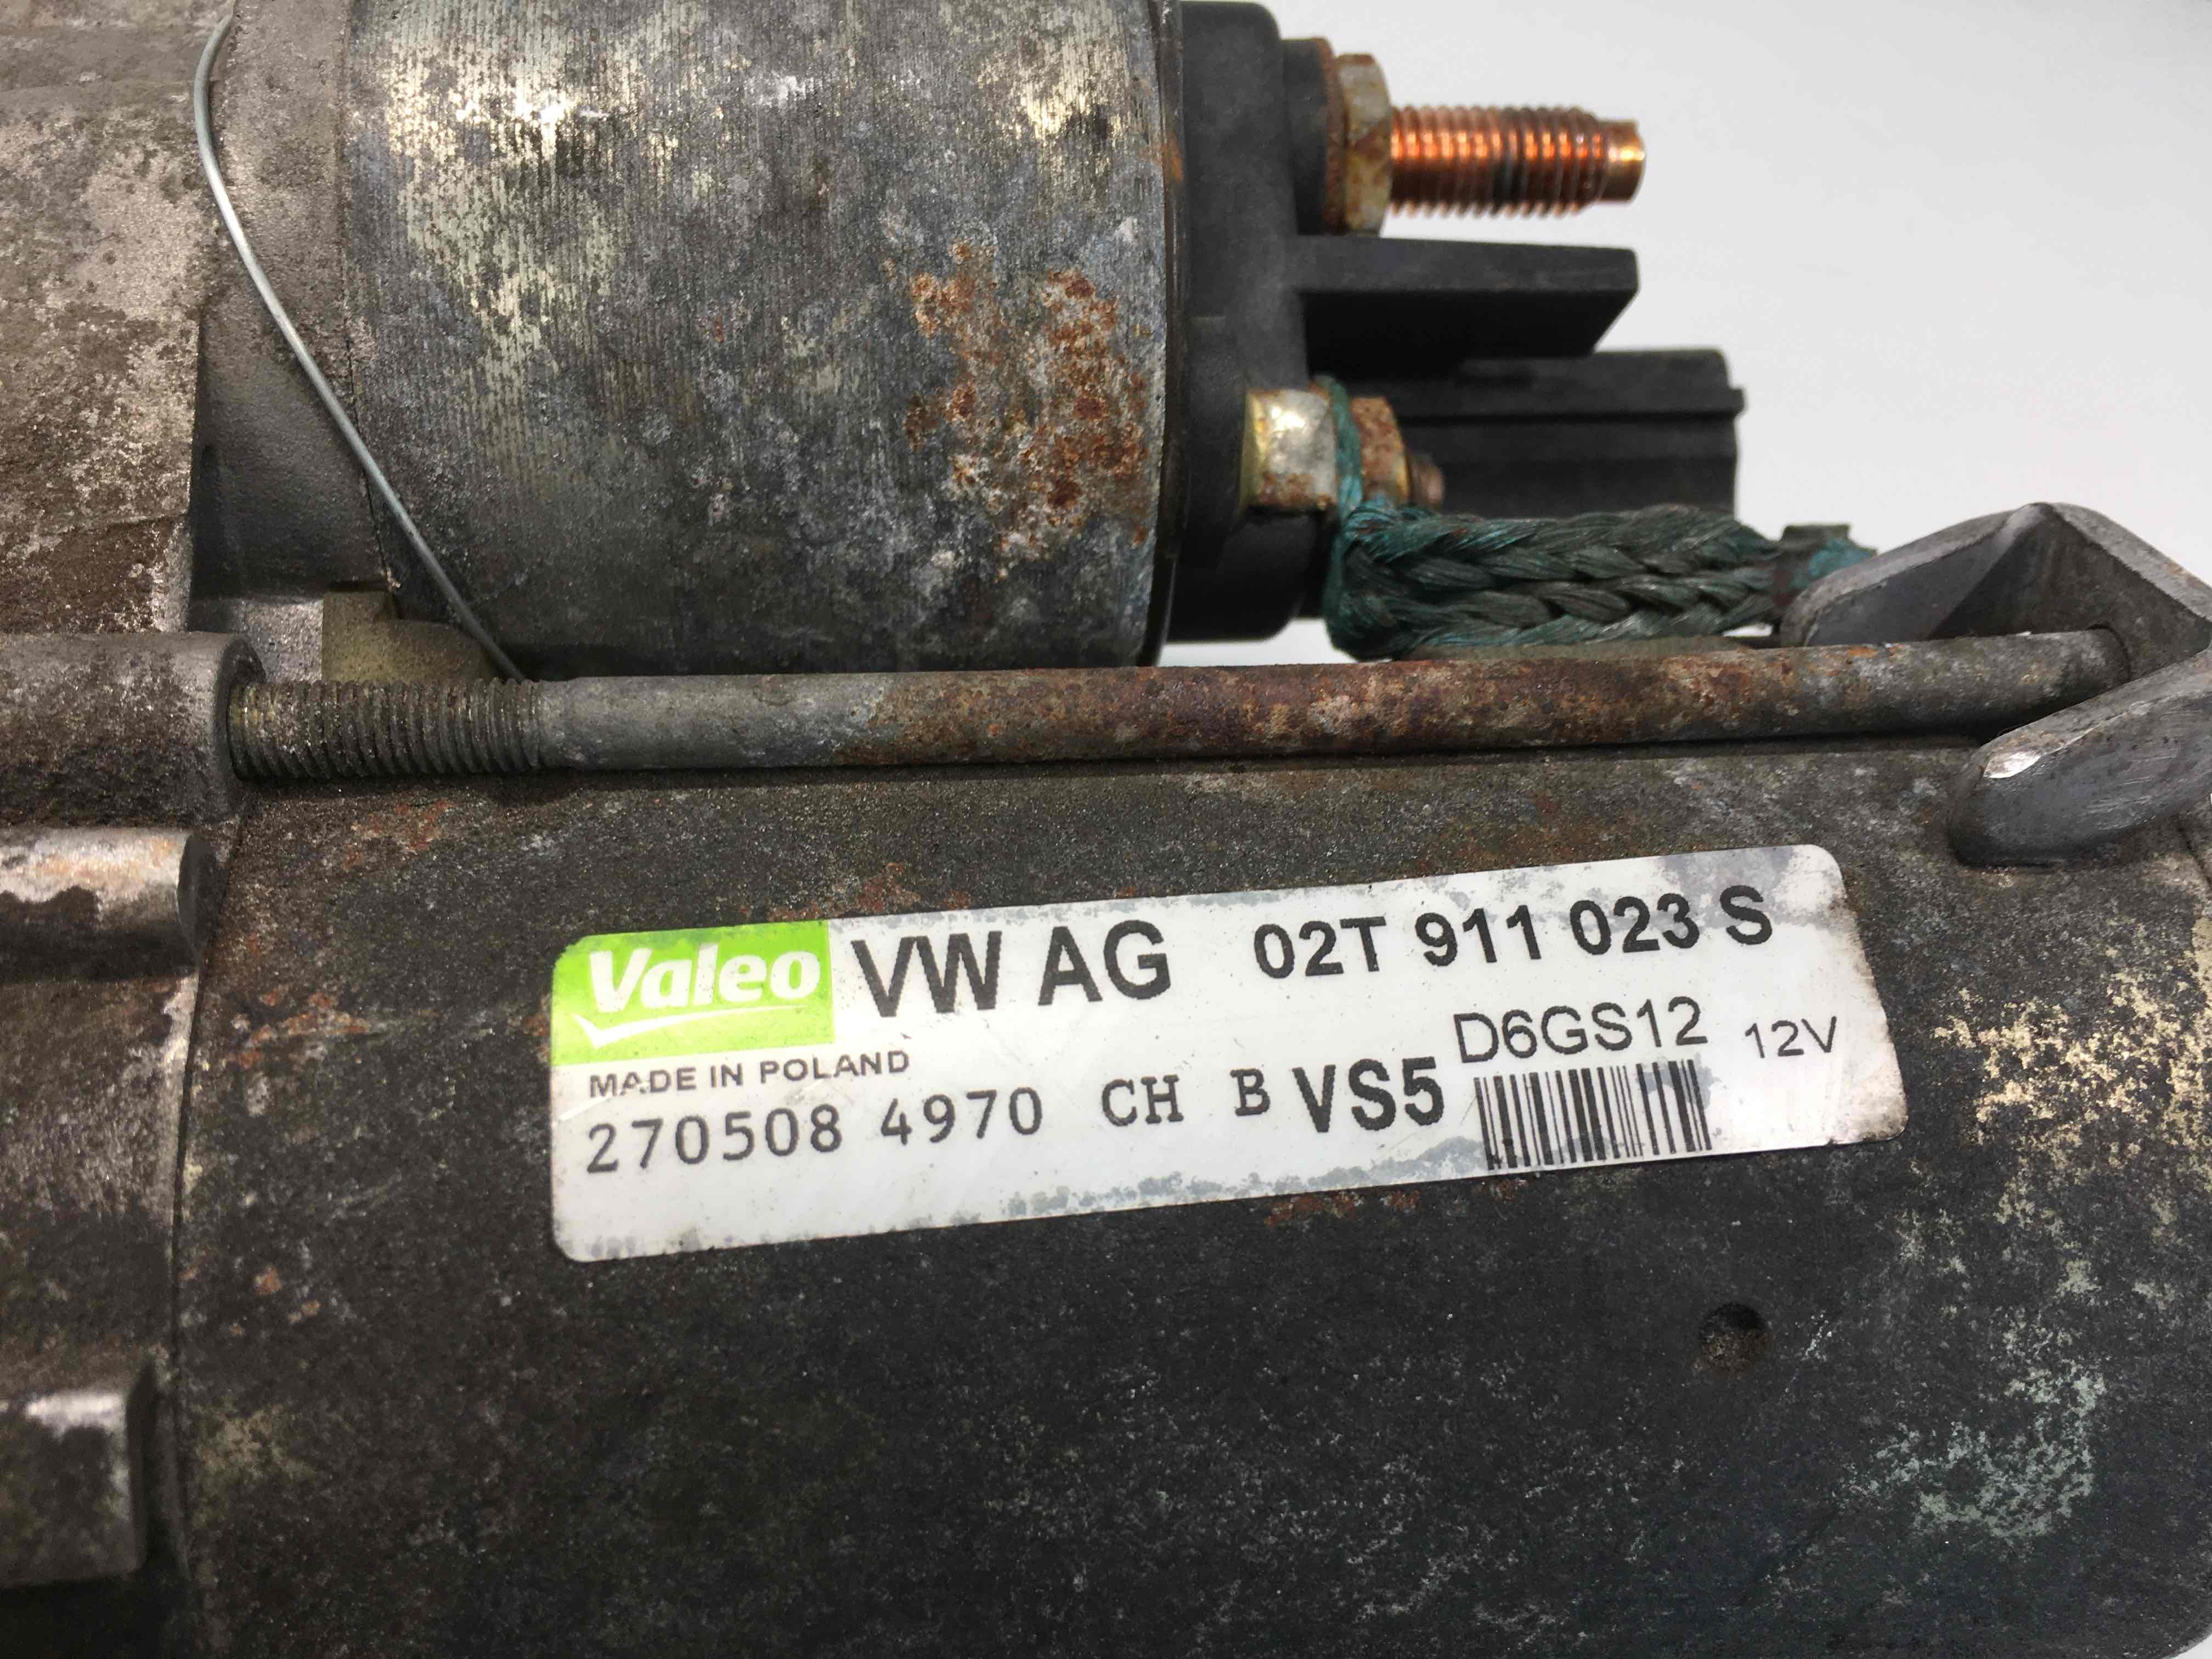 Valeo VW AG 02T 911 023 S
D6GS12 12V
MADE IN POLAND
270508 4970 CH B VS5